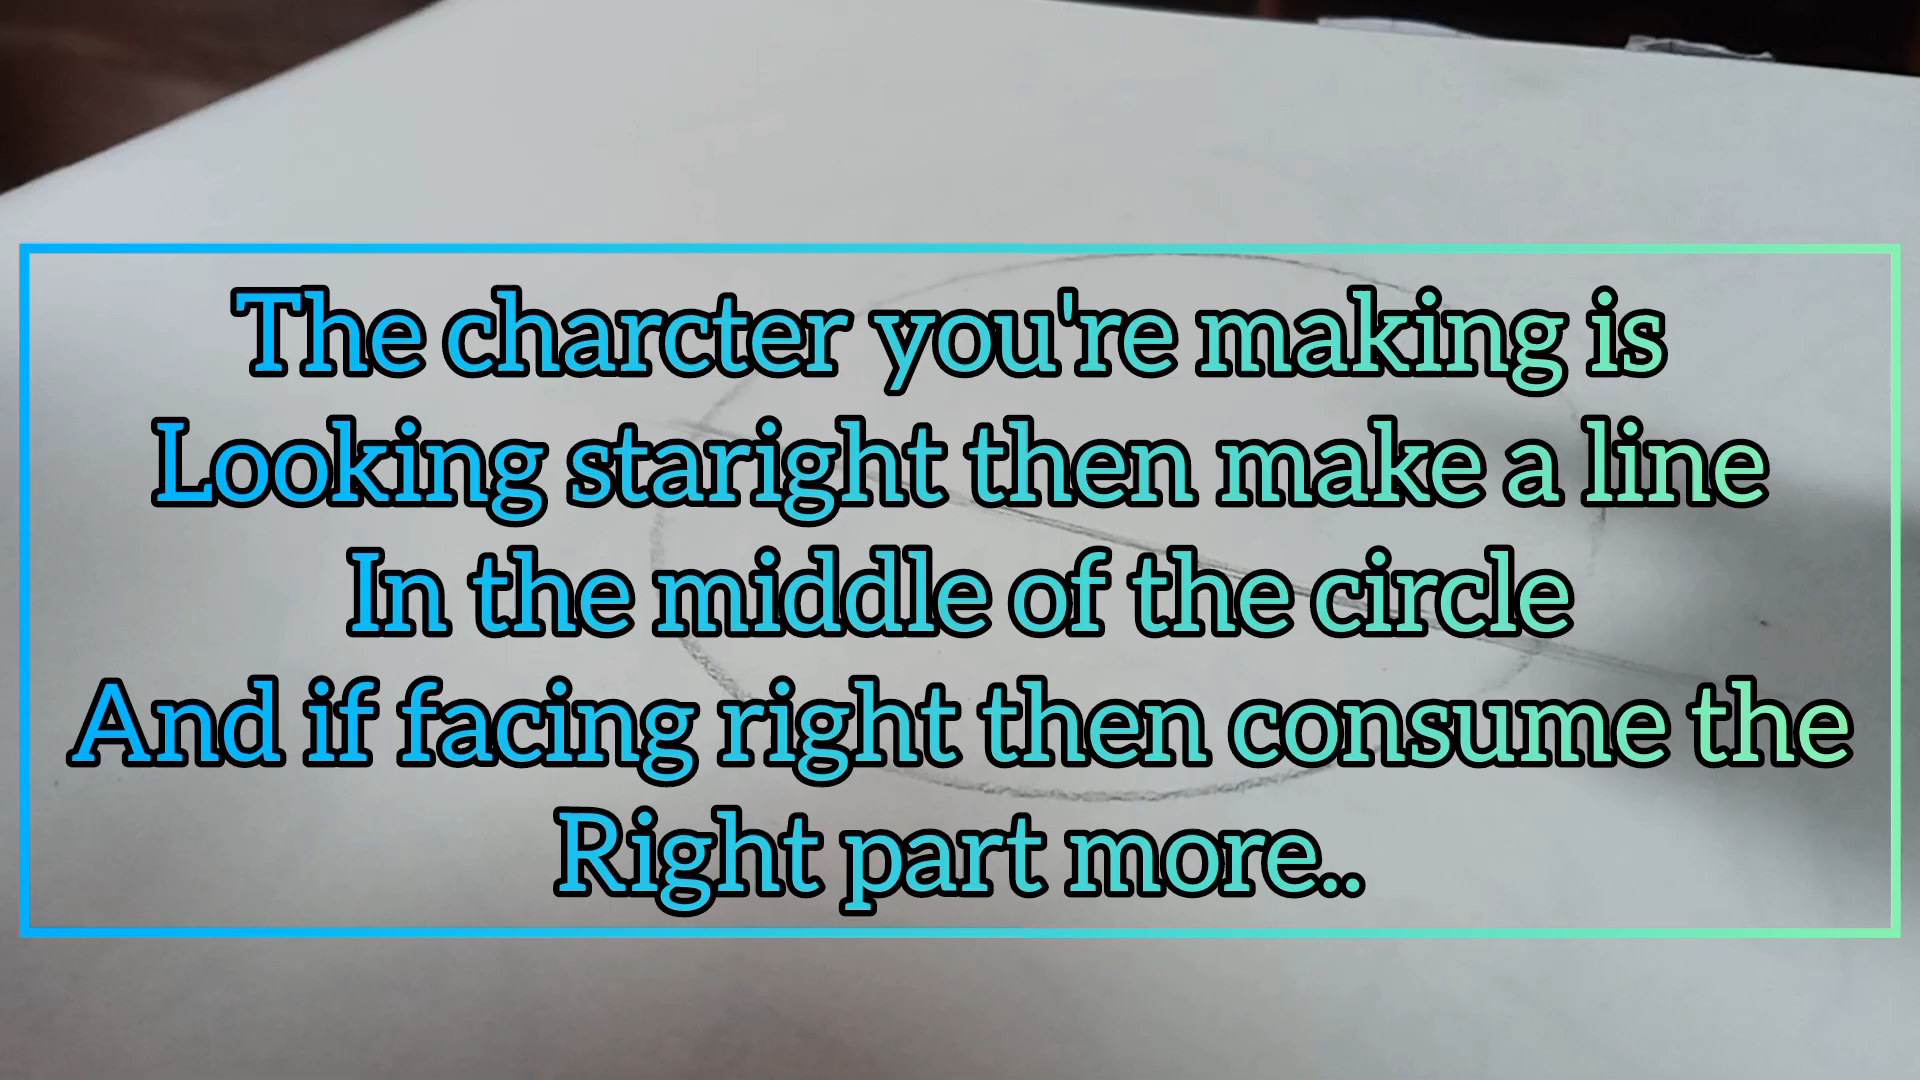 The charcter you're making is
Looking staright then make a line
In the middle of the circle
And if facing right then consume the
Right part more..